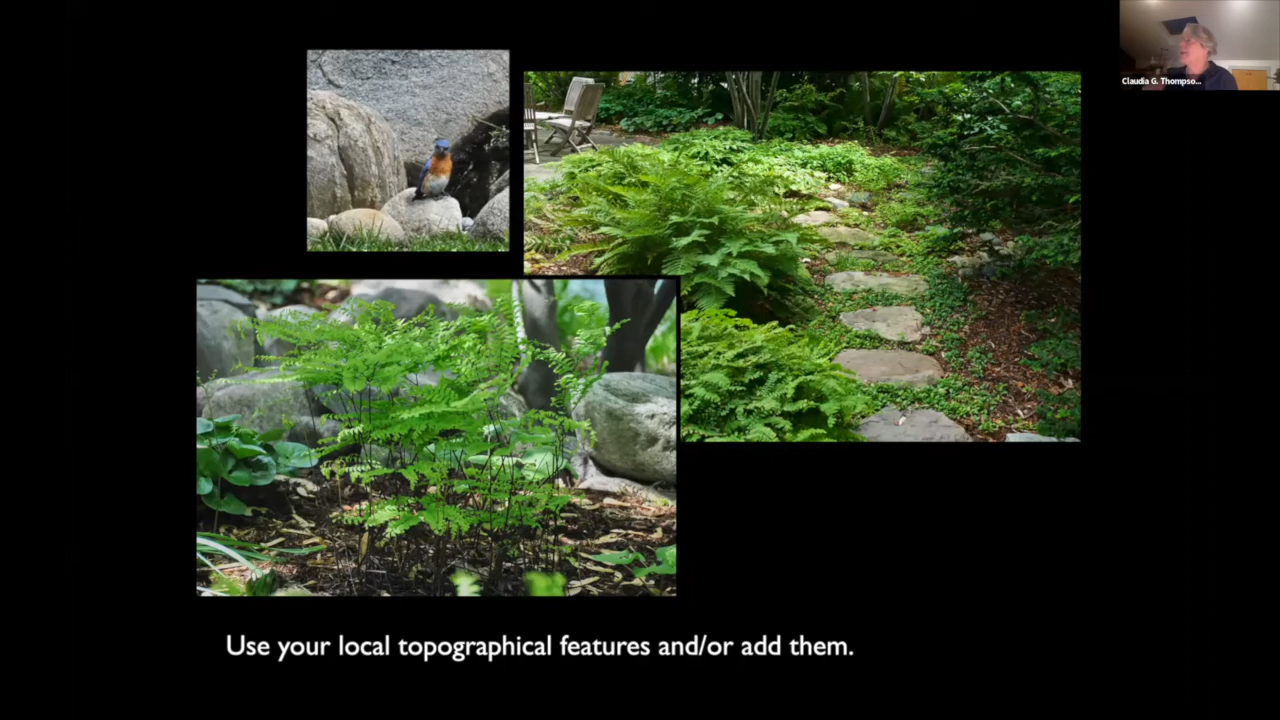 Claudia G. Thompso...
Use your local topographical features and/or add them.